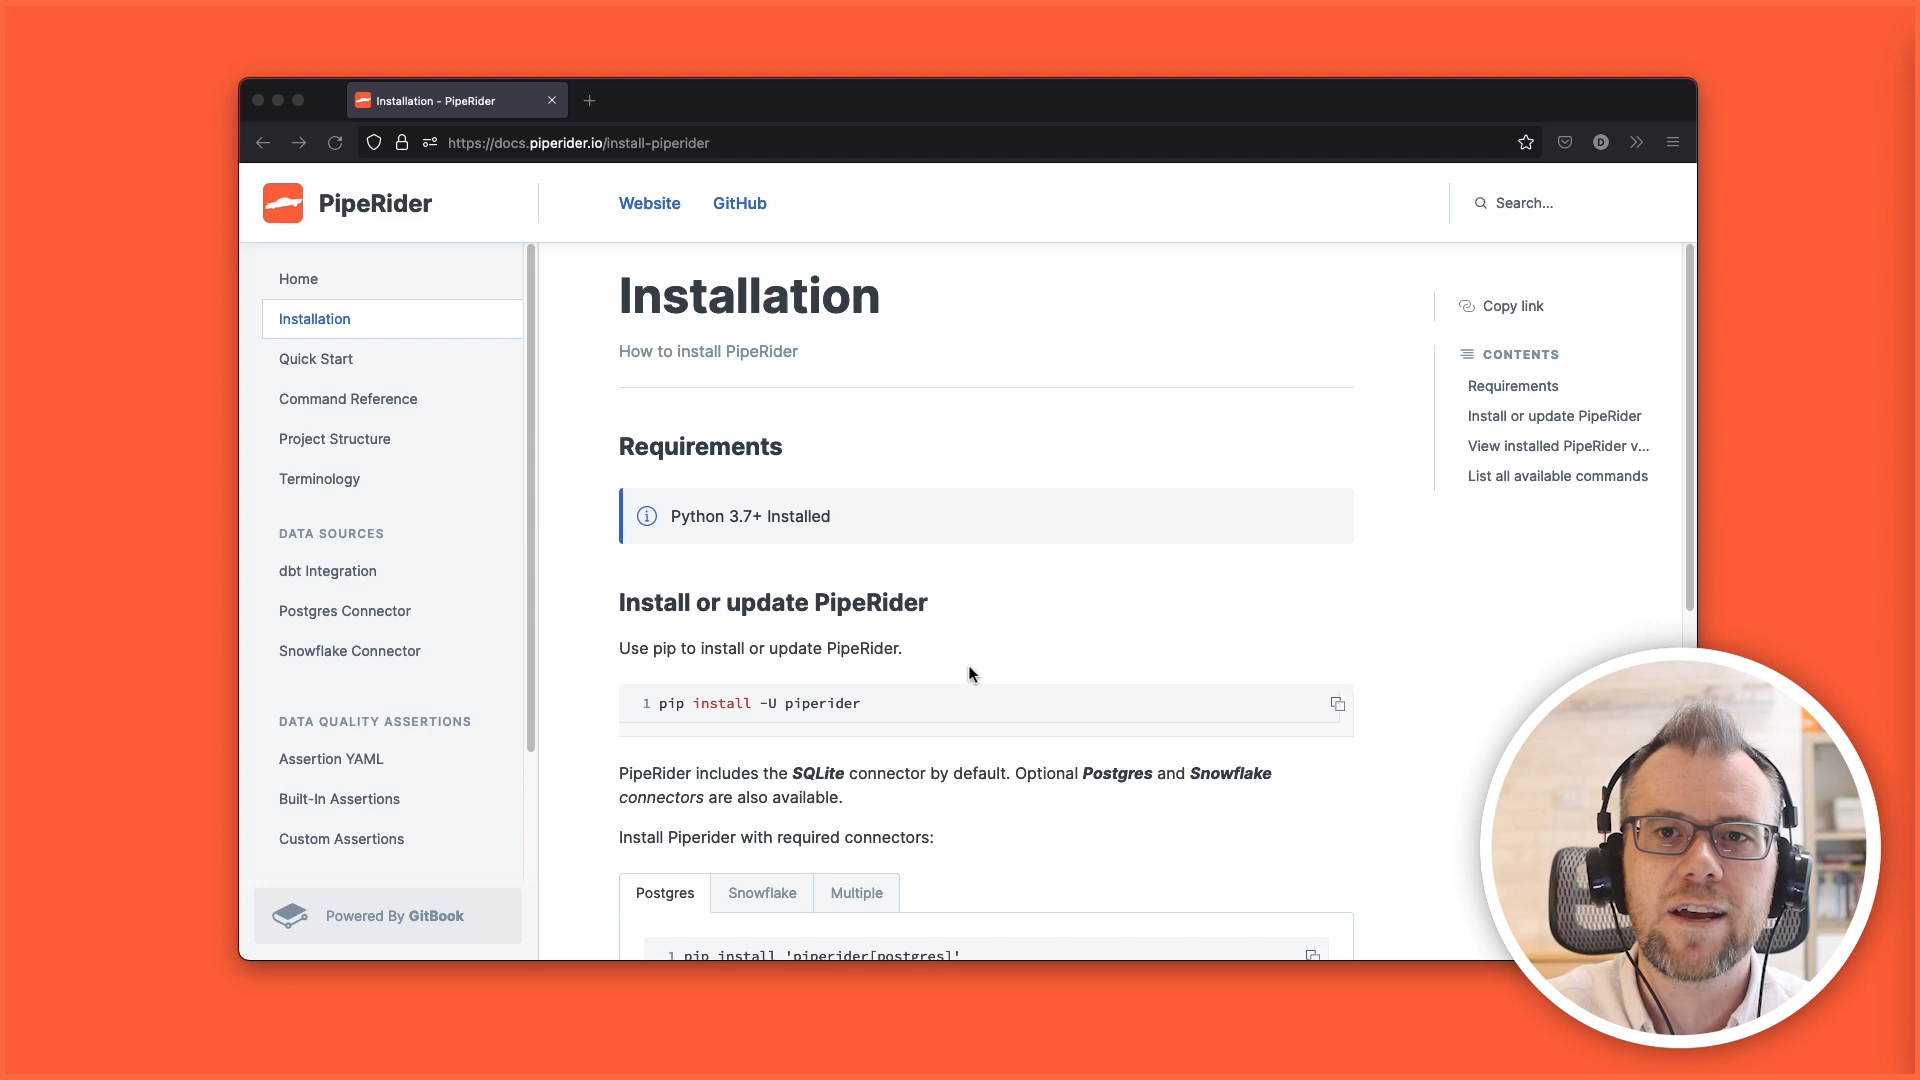 Installation - PipeRider
https://docs.piperider.io/install-piperider
D
PipeRider
Website
GitHub
Search...
Home
Installation
Quick Start
Command Reference
Project Structure
Terminology
DATA SOURCES
dbt Integration
Postgres Connector
Snowflake Connector
DATA QUALITY ASSERTIONS
Assertion YAML
Built-In Assertions
Custom Assertions
Powered By GitBook
Installation
How to install PipeRider
Requirements
Python 3.7+ Installed
Install or update PipeRider
Use pip to install or update PipeRider.
1 pip install -U piperider
PipeRider includes the SQLite connector by default. Optional Postgres and Snowflake
connectors are also available.
Install Piperider with required connectors:
Postgres
Snowflake
Multiple
1 pip install 'piperider[postgres]'
Copy link
CONTENTS
Requirements
Install or update PipeRider
View installed PipeRider v...
List all available commands